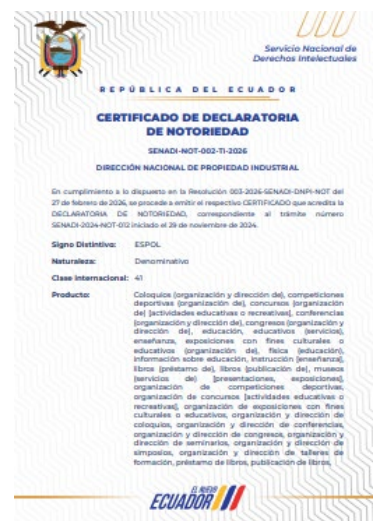 Servicio Nacional de
Derechos Intelectuales
REPÚBLICA DEL ECUADOR
CERTIFICADO DE DECLARATORIA
DE NOTORIEDAD
SENADI-NOT-002-TI-2026
DIRECCIÓN NACIONAL DE PROPIEDAD INDUSTRIAL
En cumplimiento a lo dispuesto en la Resolución 003-2026-SENADI-DNPI-NOT del
27 de febrero de 2026, se procede a emitir el respectivo CERTIFICADO que acredita la
DECLARATORIA DE NOTORIEDAD, correspondiente al trámite número
SENADI-2024-NOT-012 iniciado el 29 de noviembre de 2024.
Signo Distintivo: ESPOL
Naturaleza: Denominativo
Clase Internacional: 41
Producto: Coloquios (organización y dirección de), competiciones
deportivas (organización de), concursos (organización
de) [actividades educativas o recreativas], conferencias
(organización y dirección de), congresos (organización y
dirección de), educación, educativos (servicios),
enseñanza, exposiciones con fines culturales o
educativos (organización de), física (educación),
información sobre educación, instrucción [enseñanza],
libros (préstamo de), libros (publicación de), museos
(servicios de) [presentaciones, exposiciones],
organización de competiciones deportivas,
organización de concursos [actividades educativas o
recreativas], organización de exposiciones con fines
culturales o educativos, organización y dirección de
coloquios, organización y dirección de conferencias,
organización y dirección de congresos, organización y
dirección de seminarios, organización y dirección de
simposios, organización y dirección de talleres de
formación, préstamo de libros, publicación de libros,
EL NUEVO
ECUADOR